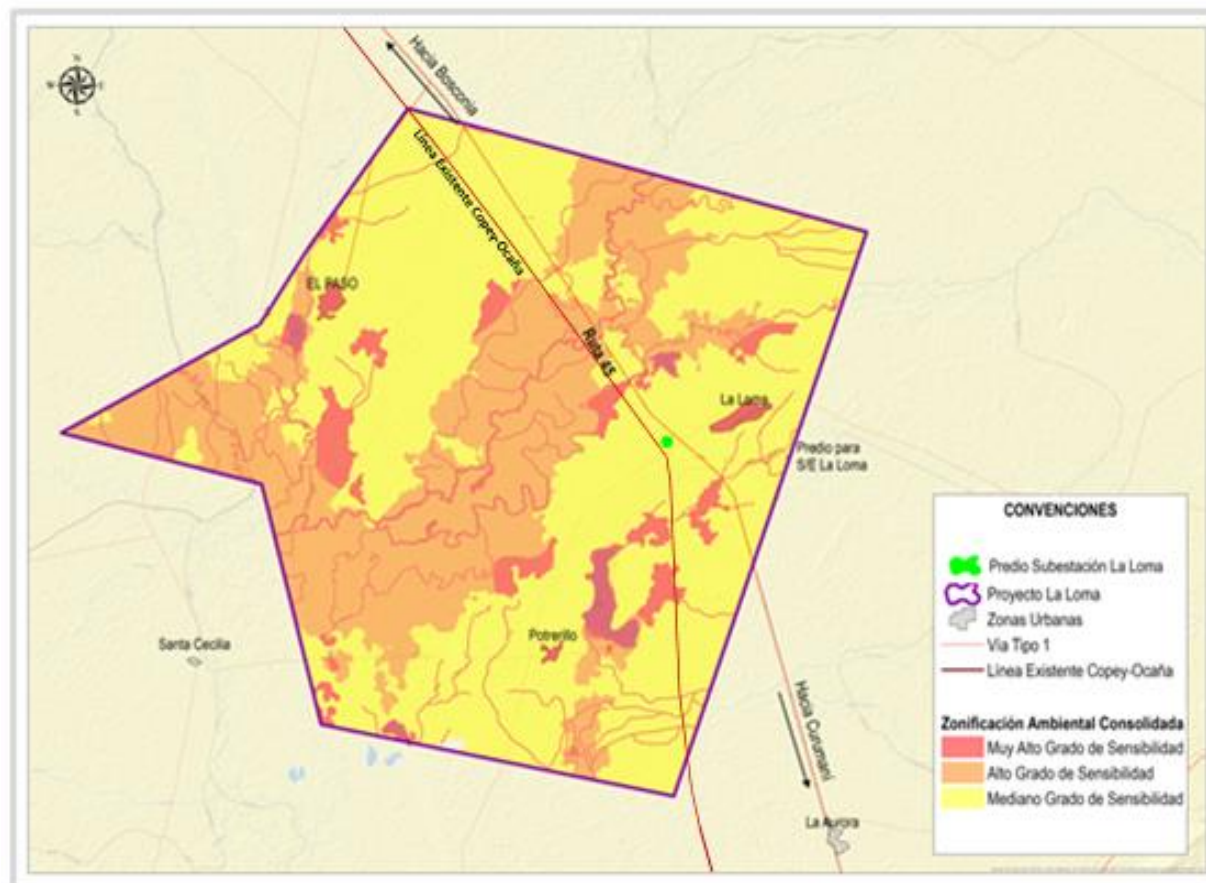 N
W
E
S
Hacia Bosconia
Línea Existente Copey-Ocaña
EL PASO
Ruta 45
La Loma
Predio para
S/E La Loma
Santa Cecilia
Potrerillo
Hacia Curumaní
La Aurora
CONVENCIONES
Predio Subestación La Loma
Proyecto La Loma
Zonas Urbanas
Via Tipo 1
Línea Existente Copey-Ocaña
Zonificación Ambiental Consolidada
Muy Alto Grado de Sensibilidad
Alto Grado de Sensibilidad
Mediano Grado de Sensibilidad